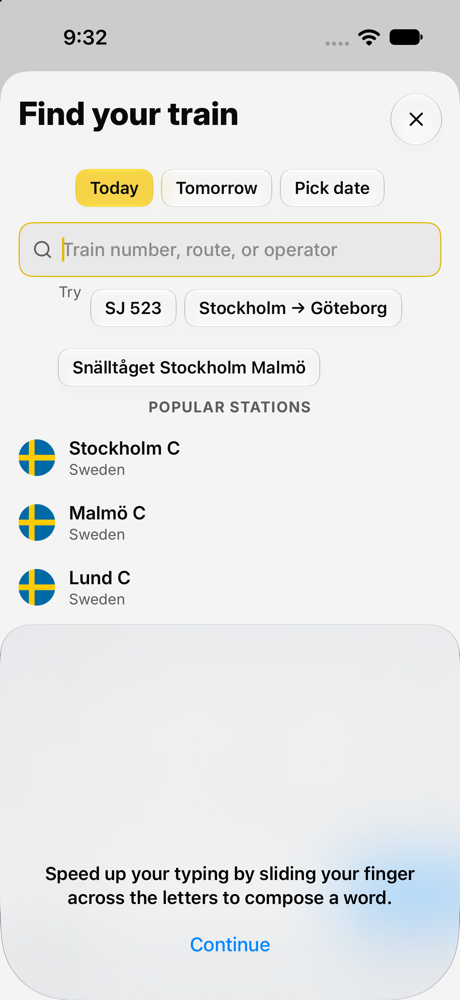 9:32
Find your train
Today
Tomorrow
Pick date
Train number, route, or operator
Try
SJ 523
Stockholm → Göteborg
Snälltåget Stockholm Malmö
POPULAR STATIONS
Stockholm C
Sweden
Malmö C
Sweden
Lund C
Sweden
Speed up your typing by sliding your finger
across the letters to compose a word.
Continue